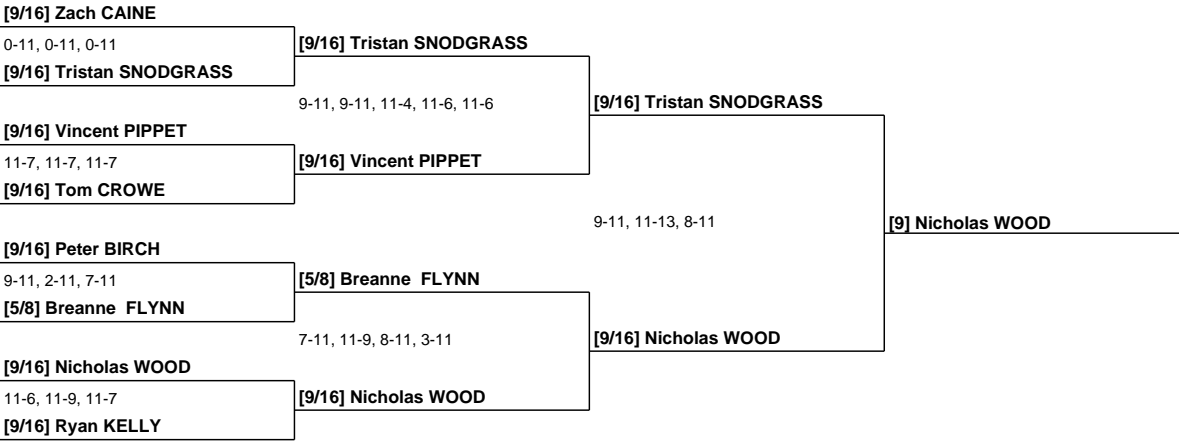 [9/16] Zach CAINE
0-11, 0-11, 0-11
[9/16] Tristan SNODGRASS
[9/16] Vincent PIPPET
11-7, 11-7, 11-7
[9/16] Tom CROWE
[9/16] Peter BIRCH
9-11, 2-11, 7-11
[5/8] Breanne  FLYNN
[9/16] Nicholas WOOD
11-6, 11-9, 11-7
[9/16] Ryan KELLY
[9/16] Tristan SNODGRASS
9-11, 9-11, 11-4, 11-6, 11-6
[9/16] Vincent PIPPET
[5/8] Breanne  FLYNN
7-11, 11-9, 8-11, 3-11
[9/16] Nicholas WOOD
[9/16] Tristan SNODGRASS
9-11, 11-13, 8-11
[9/16] Nicholas WOOD
[9] Nicholas WOOD